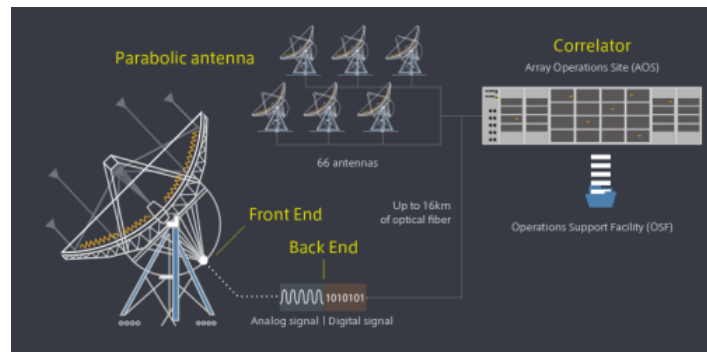 Parabolic antenna
66 antennas
Correlator
Array Operations Site (AOS)
Operations Support Facility (OSF)
Up to 16km
of optical fiber
Front End
Back End
1010101
Analog signal | Digital signal